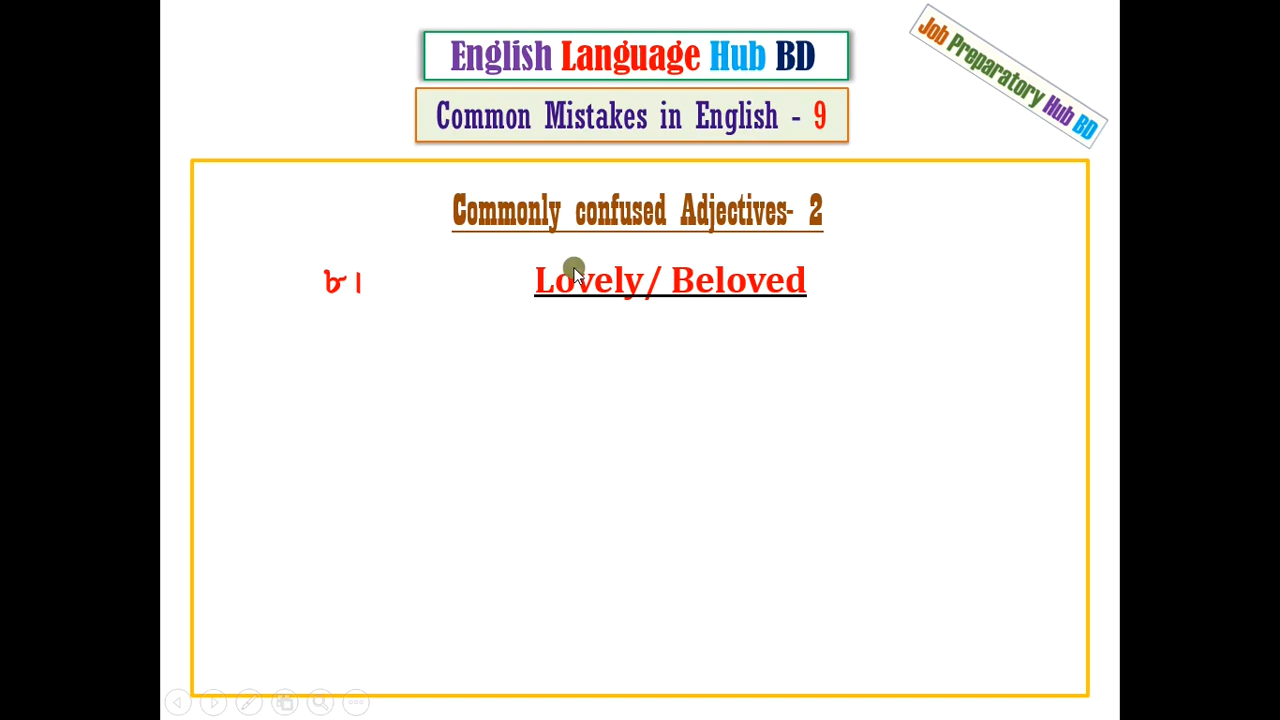 English Language Hub BD
Job Preparatory Hub BD
Common Mistakes in English - 9
Commonly confused Adjectives- 2
৮। Lovely/ Beloved